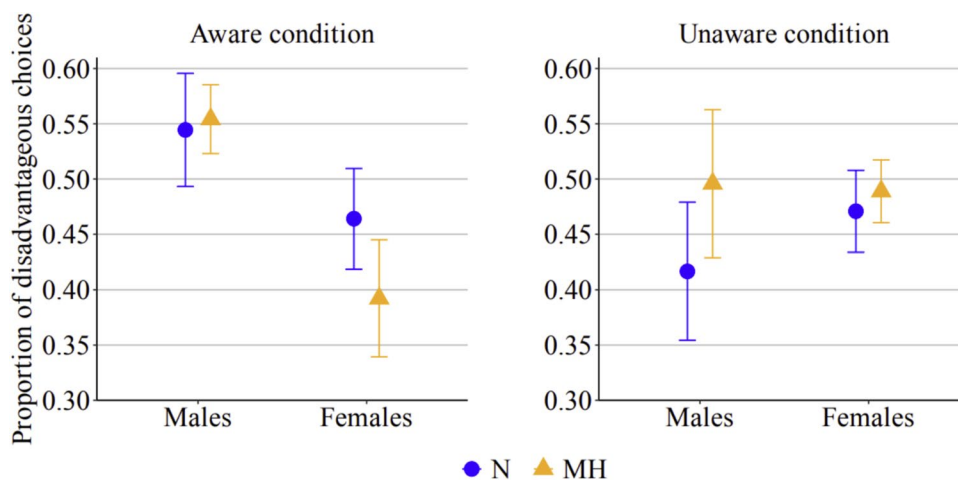 Aware condition
Unaware condition
Proportion of disadvantageous choices
0.60
0.55
0.50
0.45
0.40
0.35
0.30
Males
Females
0.60
0.55
0.50
0.45
0.40
0.35
0.30
Males
Females
N
MH